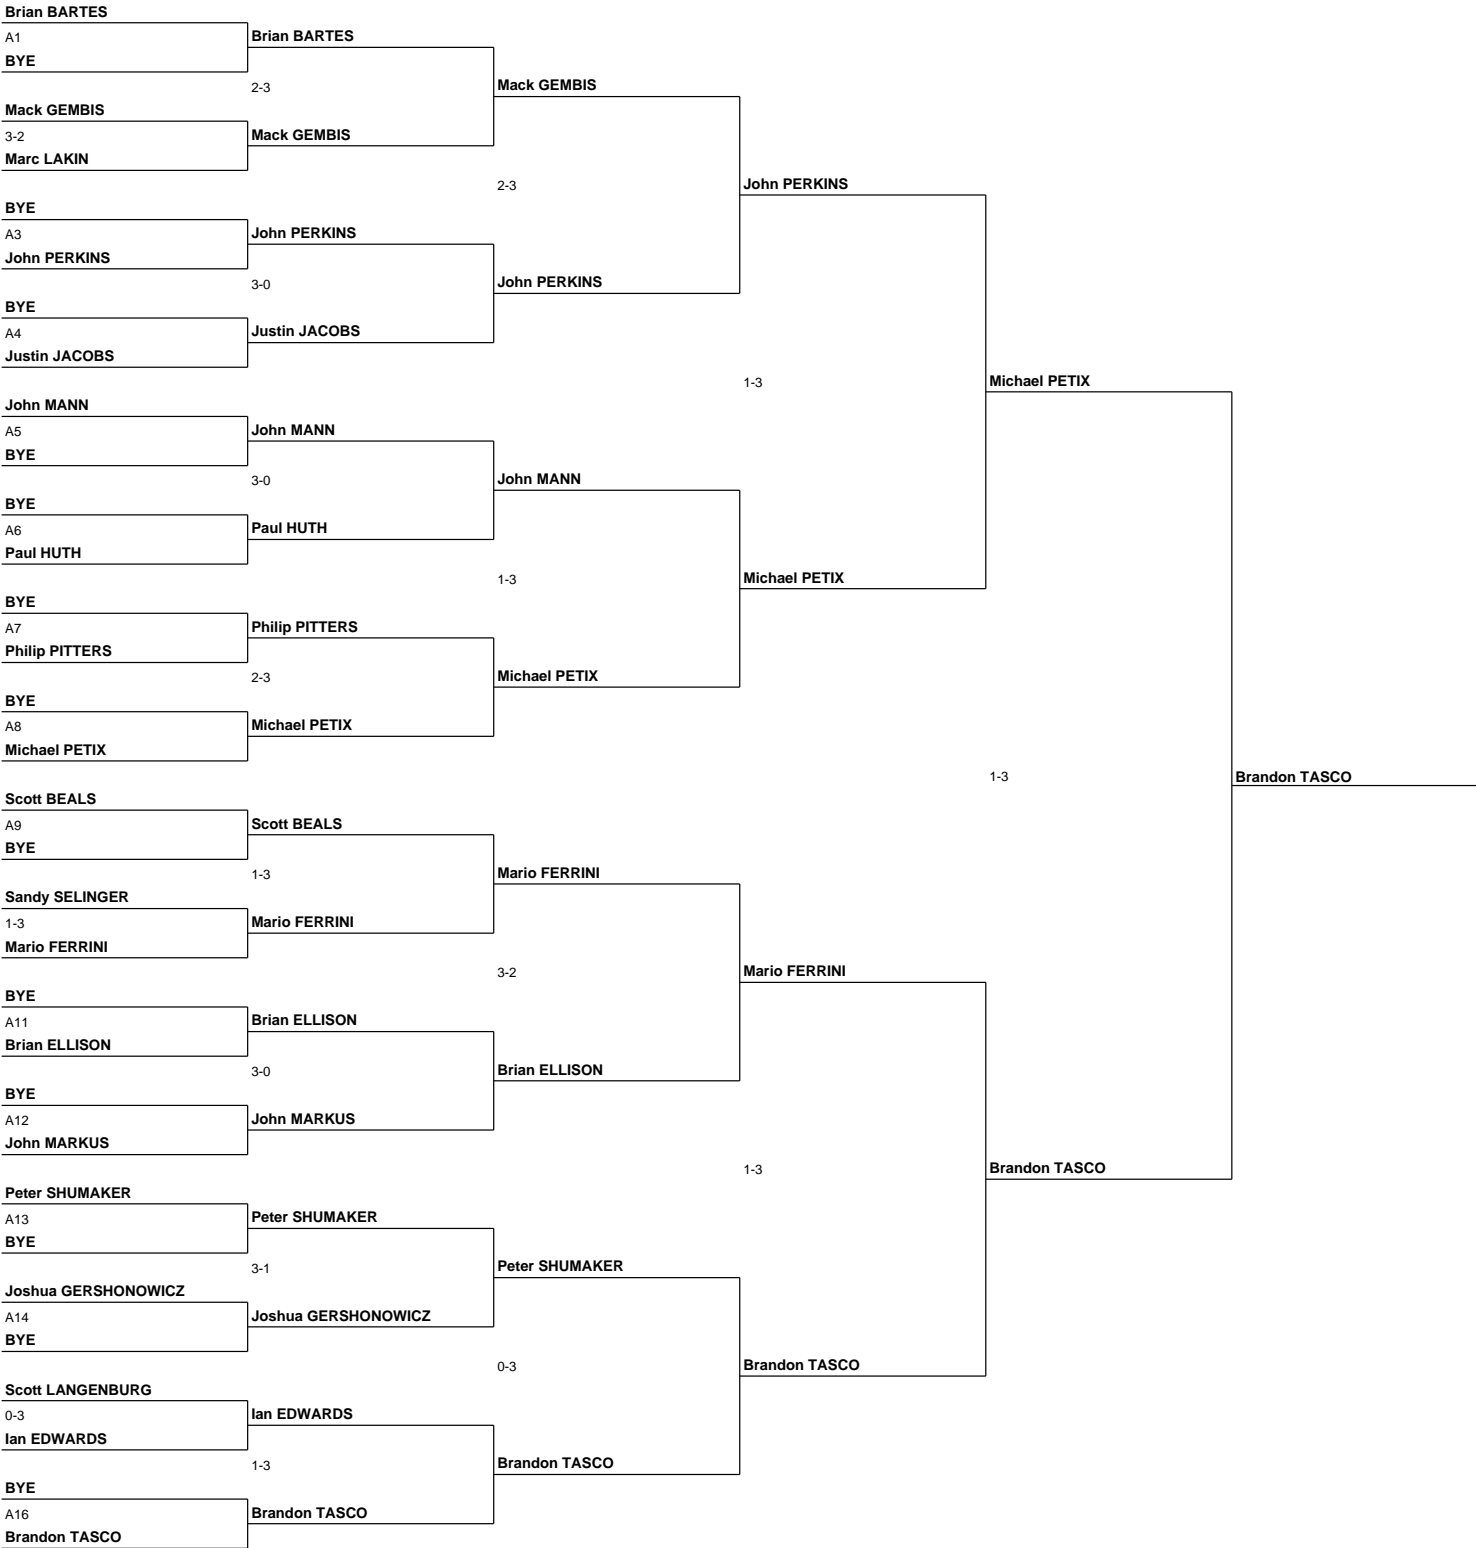 Brian BARTES
A1
BYE
Brian BARTES
2-3
Mack GEMBIS
3-2
Marc LAKIN
Mack GEMBIS
Mack GEMBIS
2-3
BYE
A3
John PERKINS
John PERKINS
3-0
BYE
A4
Justin JACOBS
Justin JACOBS
John PERKINS
John PERKINS
1-3
John MANN
A5
BYE
John MANN
3-0
BYE
A6
Paul HUTH
Paul HUTH
John MANN
1-3
BYE
A7
Philip PITTERS
Philip PITTERS
2-3
BYE
A8
Michael PETIX
Michael PETIX
Michael PETIX
Michael PETIX
Michael PETIX
1-3
Scott BEALS
A9
BYE
Scott BEALS
1-3
Sandy SELINGER
1-3
Mario FERRINI
Mario FERRINI
Mario FERRINI
3-2
BYE
A11
Brian ELLISON
Brian ELLISON
3-0
BYE
A12
John MARKUS
John MARKUS
Brian ELLISON
Mario FERRINI
1-3
Peter SHUMAKER
A13
BYE
Peter SHUMAKER
3-1
Joshua GERSHONOWICZ
A14
BYE
Joshua GERSHONOWICZ
Peter SHUMAKER
0-3
Scott LANGENBURG
0-3
Ian EDWARDS
Ian EDWARDS
1-3
BYE
A16
Brandon TASCO
Brandon TASCO
Brandon TASCO
Brandon TASCO
Brandon TASCO
Brandon TASCO